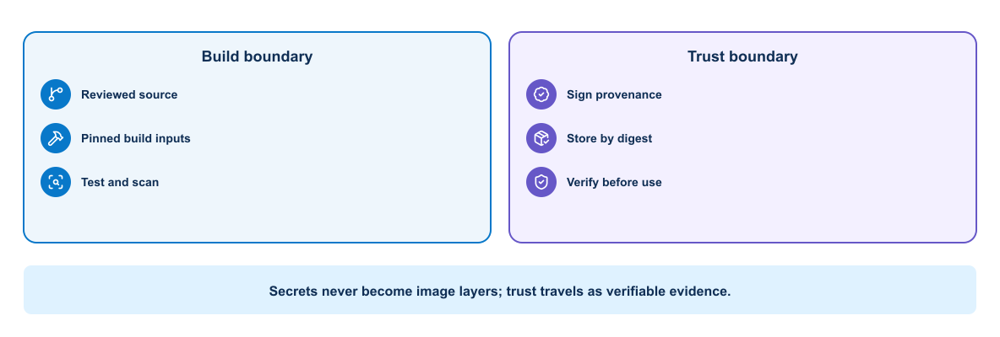 Build boundary
Reviewed source
Pinned build inputs
Test and scan
Trust boundary
Sign provenance
Store by digest
Verify before use
Secrets never become image layers; trust travels as verifiable evidence.